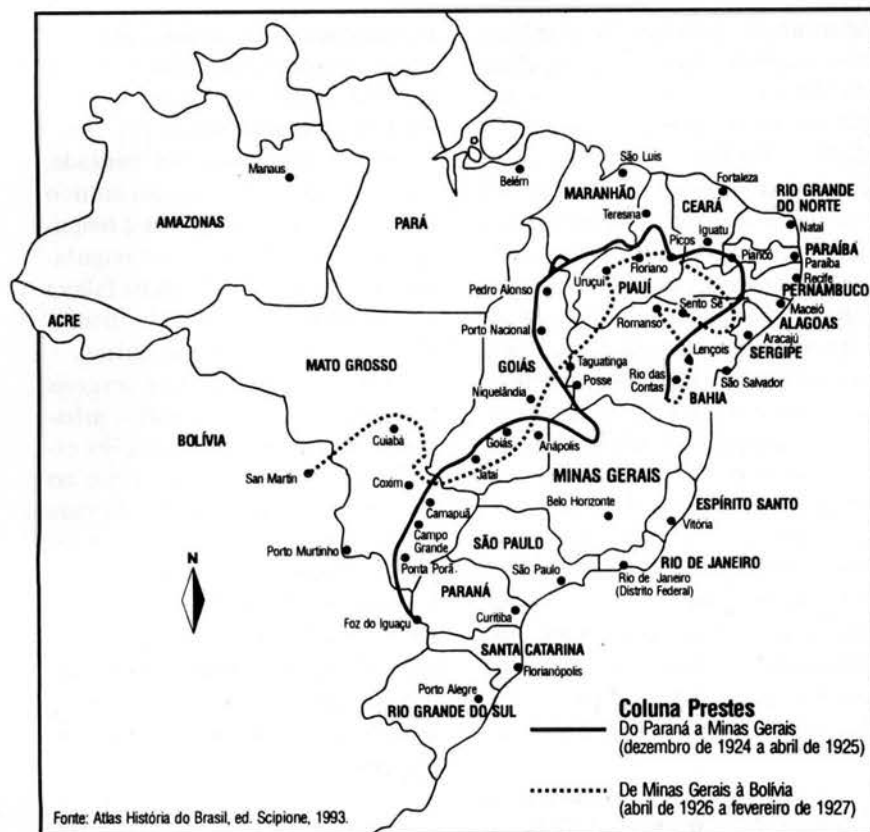 São Luis
Fortaleza
Manaus
Belém
MARANHÃO
CEARÁ
RIO GRANDE
DO NORTE
Teresina
Natal
AMAZONAS
PARÁ
Iguatu
Picos
Piancó
PARAÍBÁ
Paraíba
Floriano
Recife
Uruçuí
PIAUÍ
PERNAMBUCO
Pedro Alonso
Sento Sé
Maceió
Romanso
ALAGOAS
ACRE
Porto Nacional
Aracajú
SERGIPE
MATO GROSSO
Lençois
GOIÁS
Taguatinga
Rio das
Contas
São Salvador
Posse
Niquelândia
BAHIA
BOLÍVIA
Cuiabá
Goiás
Anápolis
San Martin
Jataí
MINAS GERAIS
Coxim
Camapuã
Belo Horizonte
ESPÍRITO SANTO
Campo
Grande
Vitória
SÃO PAULO
Porto Murtinho
Ponta Porã
RIO DE JANEIRO
N
São Paulo
Rio de Janeiro
(Distrito Federal)
PARANÁ
Foz do Iguaçu
Curitiba
SANTA CATARINA
Florianópolis
Porto Alegre
RIO GRANDE DO SUL
Coluna Prestes
Do Paraná a Minas Gerais
(dezembro de 1924 a abril de 1925)
De Minas Gerais à Bolívia
(abril de 1926 a fevereiro de 1927)
Fonte: Atlas História do Brasil, ed. Scipione, 1993.